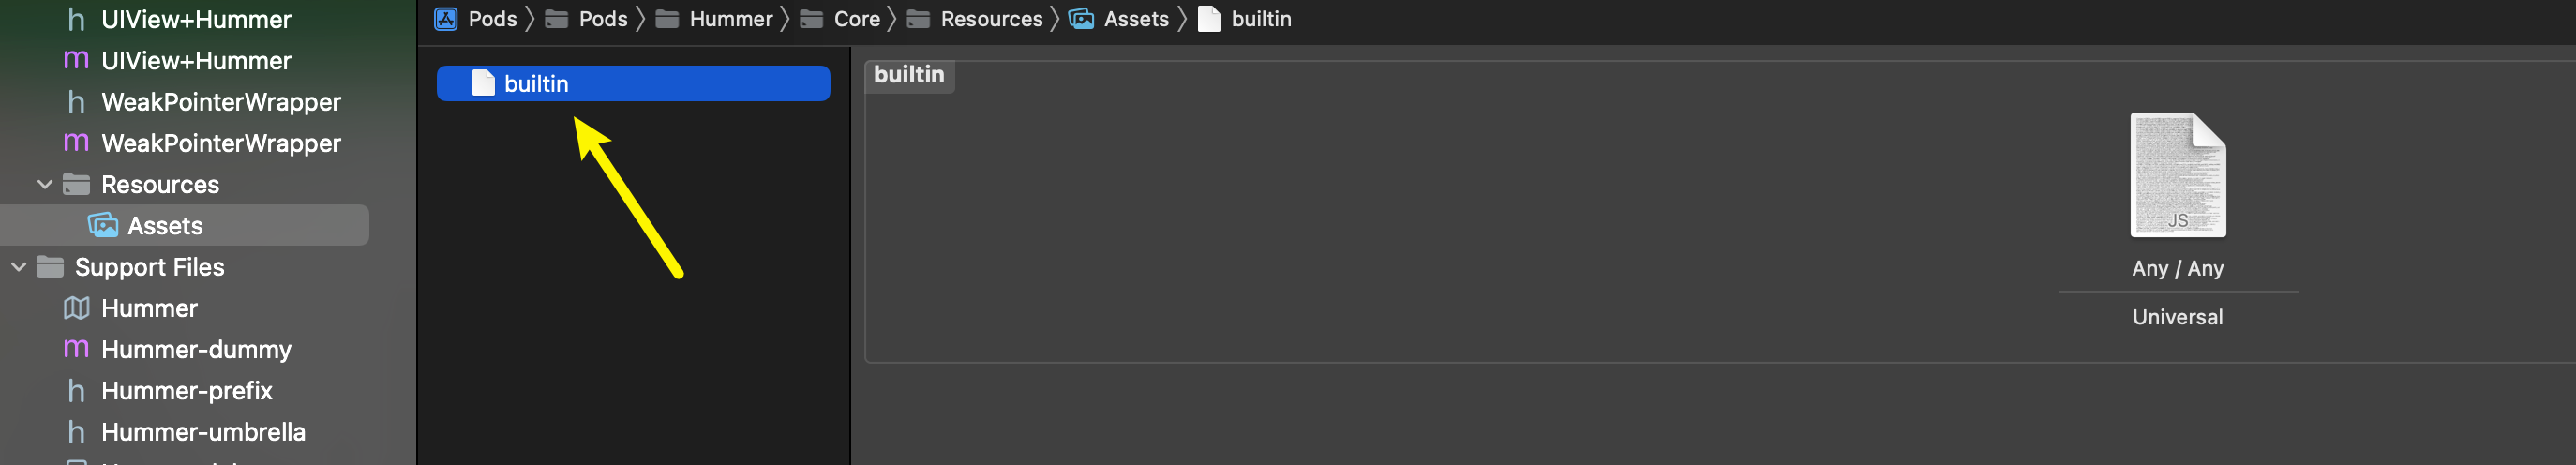 UIView+Hummer
UIView+Hummer
WeakPointerWrapper
WeakPointerWrapper
Resources
Assets
Support Files
Hummer
Hummer-dummy
Hummer-prefix
Hummer-umbrella
Pods 〉 Pods 〉 Hummer 〉 Core 〉 Resources 〉 Assets 〉 builtin
builtin
builtin
JS
Any / Any
Universal